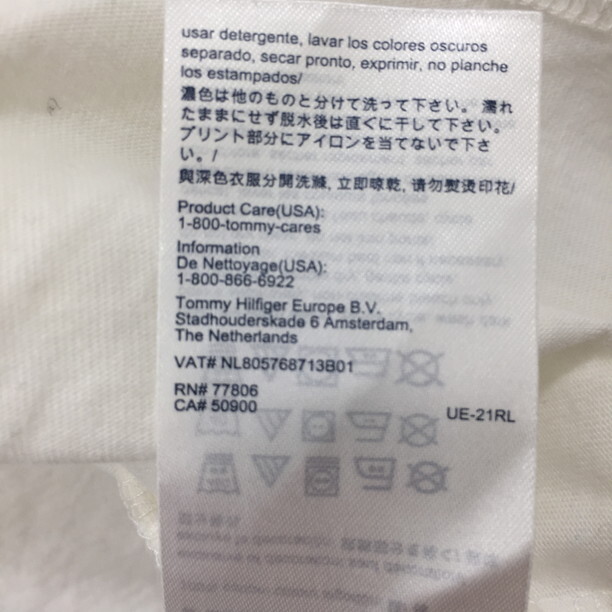 usar detergente, lavar los colores oscuros
separado, secar pronto, exprimir, no planche
los estampados/
濃色は他のものと分けて洗って下さい。濡れ
たままにせず脱水後は直ぐに干して下さい。
プリント部分にアイロンを当てないで下さ
い。/
與深色衣服分開洗滌, 立即晾乾, 请勿熨烫印花/
Product Care(USA):
1-800-tommy-cares
Information
De Nettoyage(USA):
1-800-866-6922
Tommy Hilfiger Europe B.V.
Stadhouderskade 6 Amsterdam,
The Netherlands
VAT# NL805768713B01
RN# 77806
CA# 50900
UE-21RL